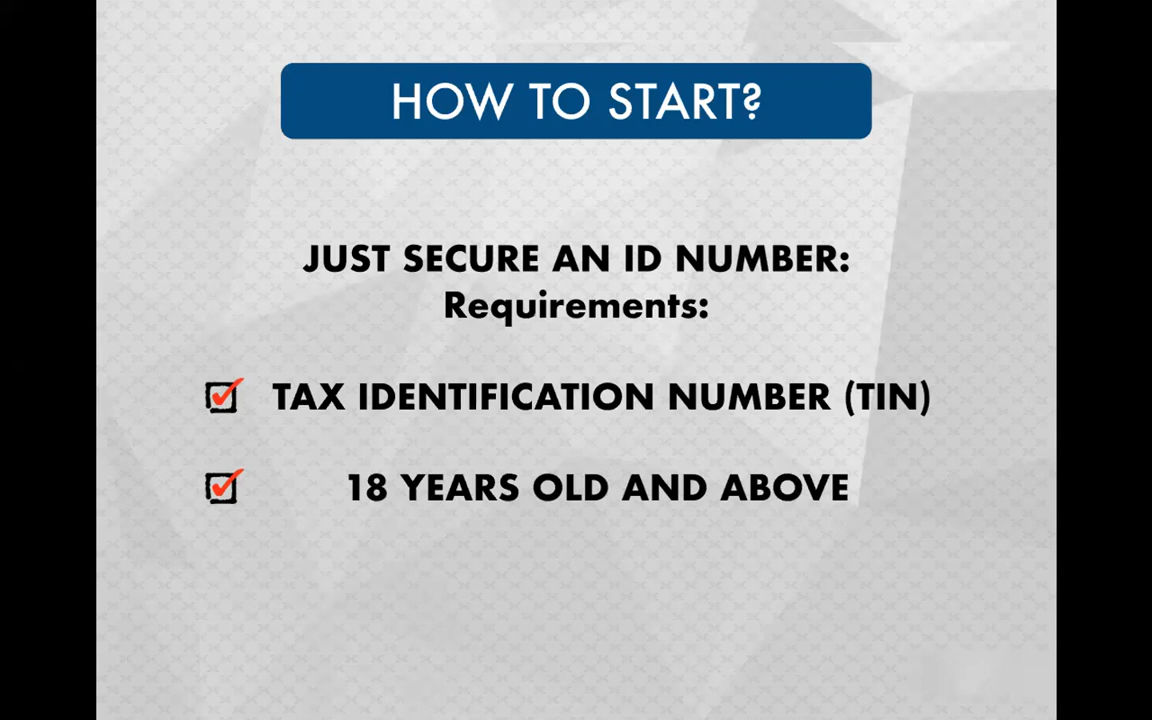 HOW TO START?
JUST SECURE AN ID NUMBER:
Requirements:
TAX IDENTIFICATION NUMBER (TIN)
18 YEARS OLD AND ABOVE